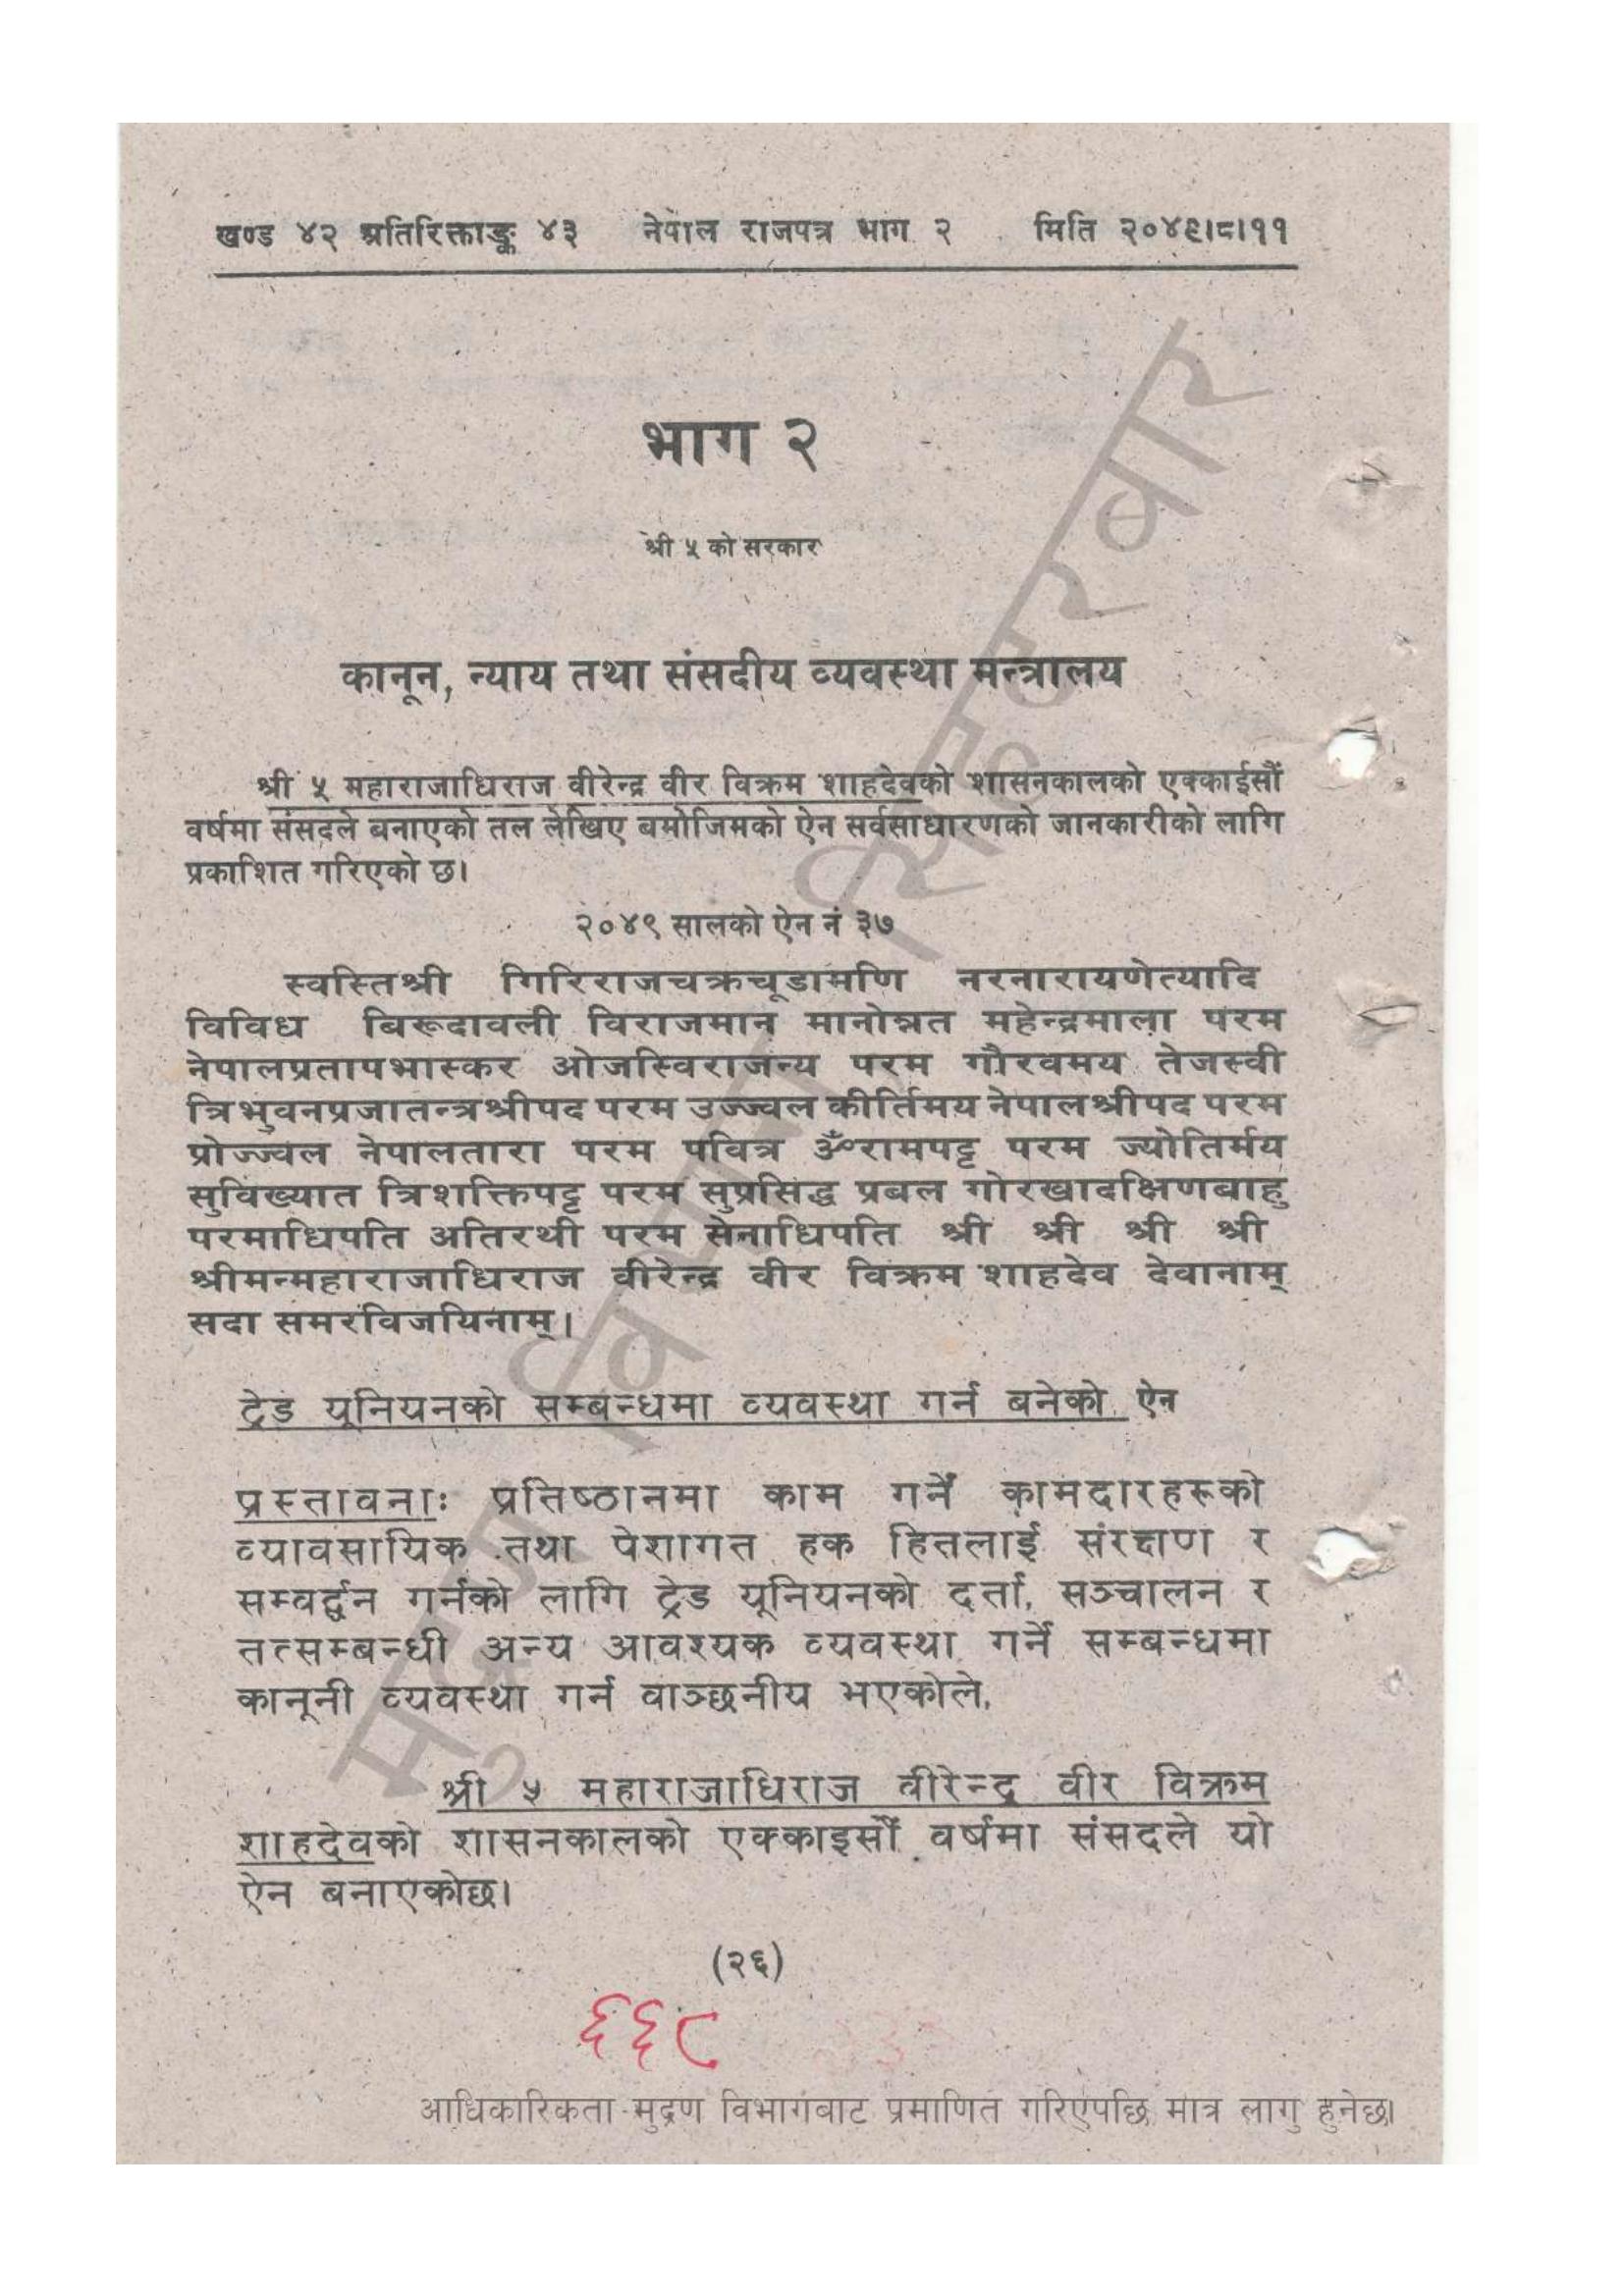 खण्ड ४२ अतिरिक्ताङ्क ४३ नेपाल राजपत्र भाग २ मिति २०४९।८।११
भाग २
श्री ५ को सरकार
कानून, न्याय तथा संसदीय व्यवस्था मन्त्रालय
श्री ५ महाराजाधिराज वीरेन्द्र वीर विक्रम शाहदेवको शासनकालको एक्काईसौं
वर्षमा संसदले बनाएको तल लेखिए बमोजिमको ऐन सर्वसाधारणको जानकारीको लागि
प्रकाशित गरिएको छ।
२०४९ सालको ऐन नं ३७
स्वस्तिश्री गिरिराजचक्रचूडामणि नरनारायणेत्यादि
विविध बिरूदावली विराजमान मानोन्नत महेन्द्रमाला परम
नेपालप्रतापभास्कर ओजस्विराजन्य परम गौरवमय तेजस्वी
त्रिभुवनप्रजातन्त्रश्रीपद परम उज्ज्वल कीर्तिमय नेपालश्रीपद परम
प्रोज्ज्वल नेपालतारा परम पवित्र ॐरामपट्ट परम ज्योतिर्मय
सुविख्यात त्रिशक्तिपट्ट परम सुप्रसिद्ध प्रबल गोरखादक्षिणबाहु
परमाधिपति अतिरथी परम सेनाधिपति श्री श्री श्री श्री
श्रीमन्महाराजाधिराज वीरेन्द्र वीर विक्रम शाहदेव देवानाम्
सदा समरविजयिनाम्।
ट्रेड यूनियनको सम्बन्धमा व्यवस्था गर्न बनेको ऐन
प्रस्तावनाः प्रतिष्ठानमा काम गर्ने कामदारहरूको
व्यावसायिक तथा पेशागत हक हितलाई संरक्षण र
सम्वर्द्धन गर्नको लागि ट्रेड यूनियनको दर्ता, सञ्चालन र
तत्सम्बन्धी अन्य आवश्यक व्यवस्था गर्ने सम्बन्धमा
कानूनी व्यवस्था गर्न वाञ्छनीय भएकोले,
श्री ५ महाराजाधिराज वीरेन्द्र वीर विक्रम
शाहदेवको शासनकालको एक्काइसौं वर्षमा संसदले यो
ऐन बनाएकोछ।
(२६)
६६८
आधिकारिकता मुद्रण विभागबाट प्रमाणित गरिएपछि मात्र लागु हुनेछ।
मुद्रण विभाग, सिंहदरबार